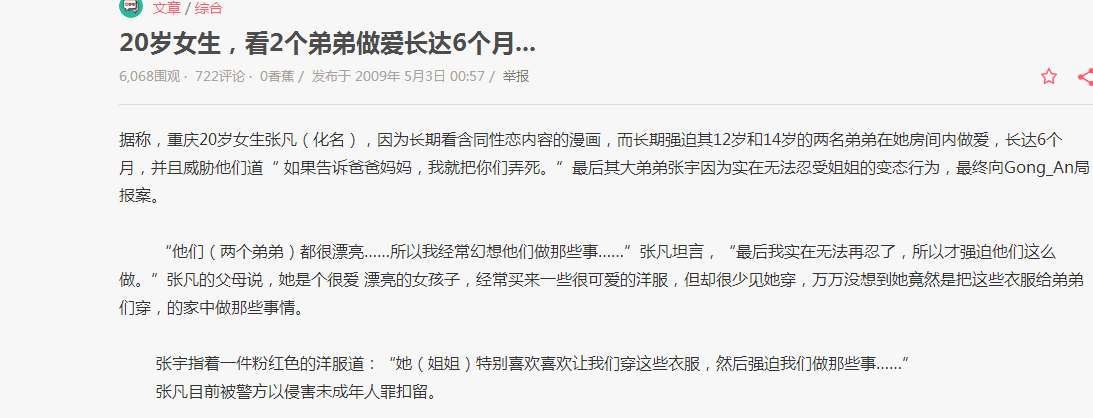 文章 / 综合
20岁女生，看2个弟弟做爱长达6个月...
6,068围观 · 722评论 · 0香蕉 / 发布于 2009年 5月3日 00:57 / 举报
据称，重庆20岁女生张凡（化名），因为长期看含同性恋内容的漫画，而长期强迫其12岁和14岁的两名弟弟在她房间内做爱，长达6个
月，并且威胁他们道“ 如果告诉爸爸妈妈，我就把你们弄死。”最后其大弟弟张宇因为实在无法忍受姐姐的变态行为，最终向Gong_An局
报案。
“他们（两个弟弟）都很漂亮......所以我经常幻想他们做那些事......”张凡坦言，“最后我实在无法再忍了，所以才强迫他们这么
做。”张凡的父母说，她是个很爱 漂亮的女孩子，经常买来一些很可爱的洋服，但却很少见她穿，万万没想到她竟然是把这些衣服给弟弟
们穿，的家中做那些事情。
张宇指着一件粉红色的洋服道：“她（姐姐）特别喜欢喜欢让我们穿这些衣服，然后强迫我们做那些事......”
张凡目前被警方以侵害未成年人罪扣留。